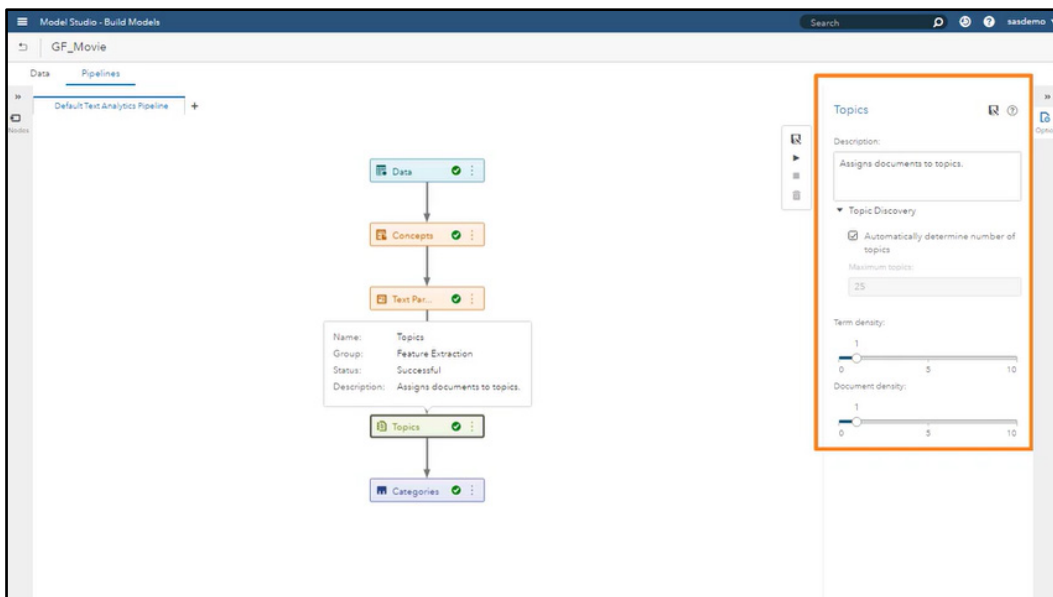 Model Studio - Build Models
Search
sasdemo
GF_Movie
Data
Pipelines
Default Text Analytics Pipeline
+
Nodes
Data
Concepts
Text Par...
Name: Topics
Group: Feature Extraction
Status: Successful
Description: Assigns documents to topics.
Topics
Categories
Topics
Description:
Assigns documents to topics.
Topic Discovery
Automatically determine number of
topics
Maximum topics:
25
Term density:
1
0 5 10
Document density:
1
0 5 10